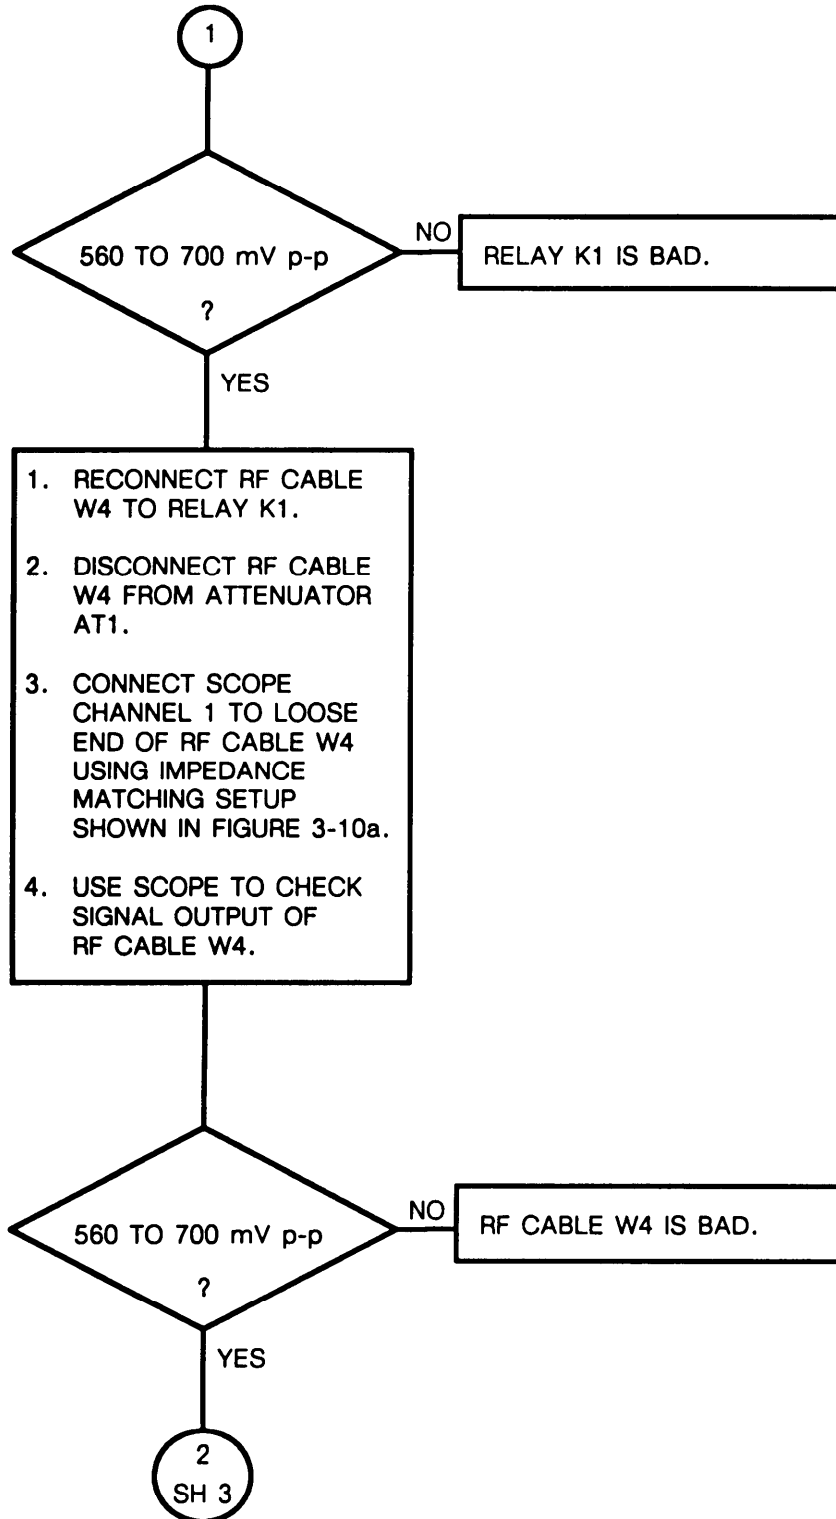 1
560 TO 700 mV p-p
?
NO
RELAY K1 IS BAD.
YES
1. RECONNECT RF CABLE
W4 TO RELAY K1.
2. DISCONNECT RF CABLE
W4 FROM ATTENUATOR
AT1.
3. CONNECT SCOPE
CHANNEL 1 TO LOOSE
END OF RF CABLE W4
USING IMPEDANCE
MATCHING SETUP
SHOWN IN FIGURE 3-10a.
4. USE SCOPE TO CHECK
SIGNAL OUTPUT OF
RF CABLE W4.
560 TO 700 mV p-p
?
NO
RF CABLE W4 IS BAD.
YES
2
SH 3